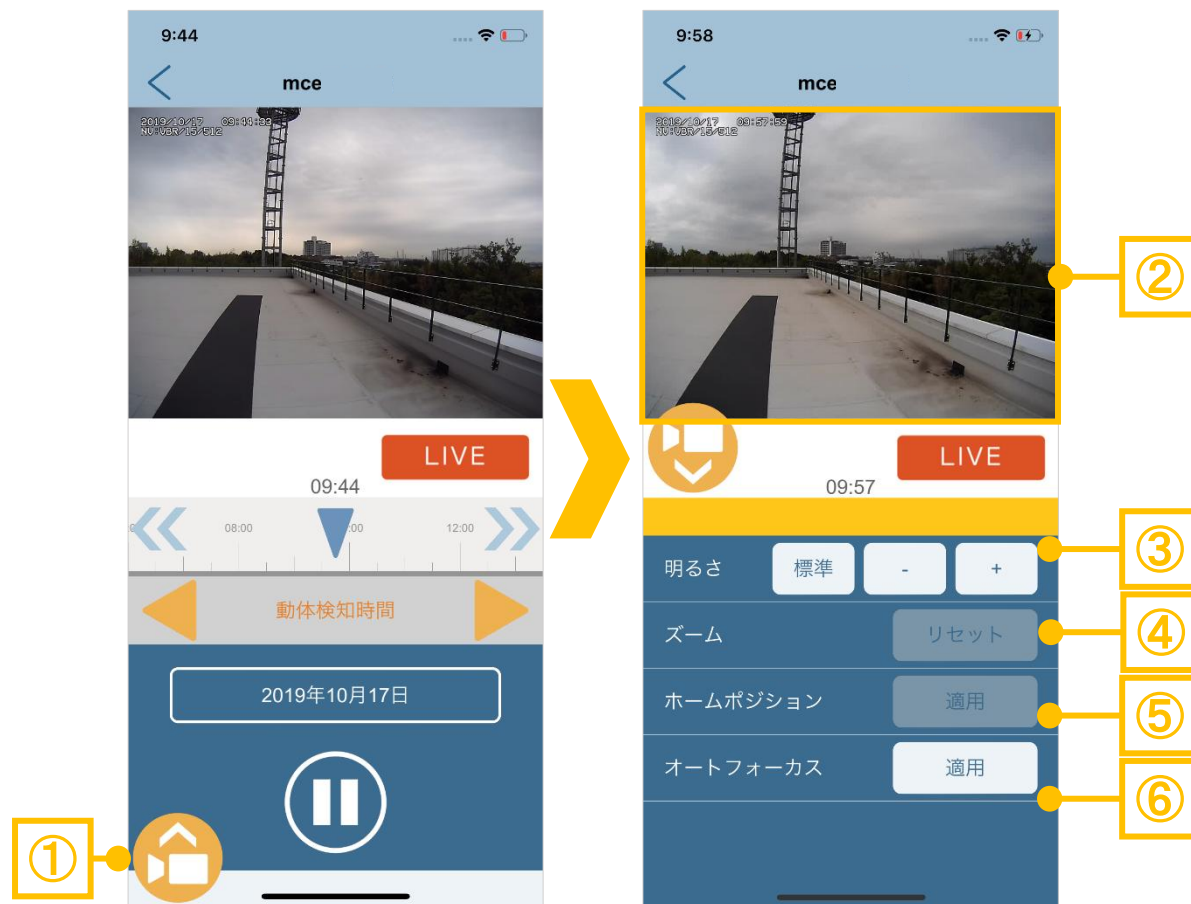 9:44
mce
2019/10/17 09:44:33
NV:VBR/15/512
LIVE
09:44
08:00
:00
12:00
動体検知時間
2019年10月17日
①
9:58
mce
2019/10/17 09:57:59
NV:VBR/15/512
②
LIVE
09:57
明るさ 標準 - +
③
ズーム リセット
④
ホームポジション 適用
⑤
オートフォーカス 適用
⑥